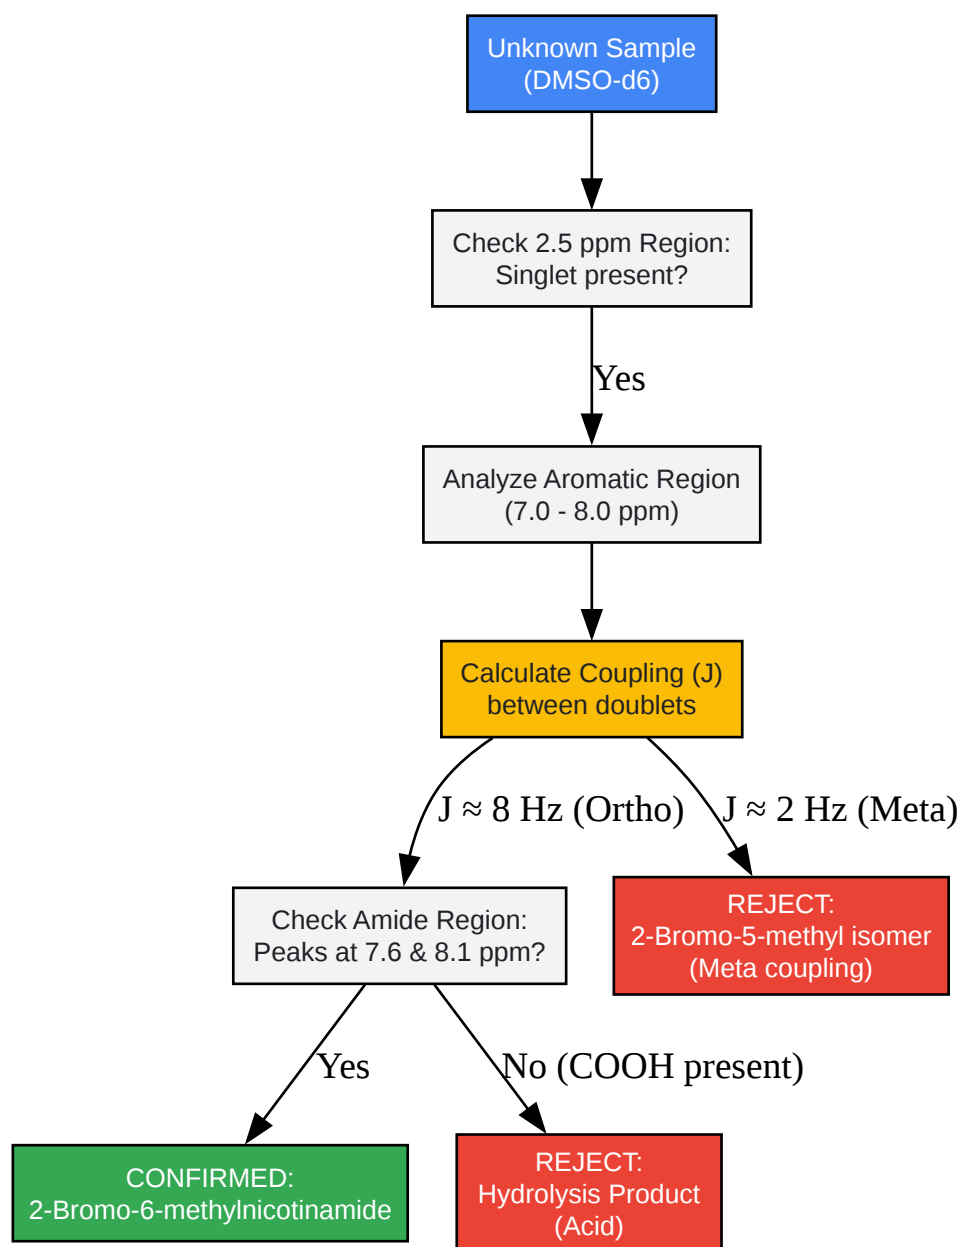 Unknown Sample
(DMSO-d6)
Check 2.5 ppm Region:
Singlet present?
Yes
Analyze Aromatic Region
(7.0 - 8.0 ppm)
Calculate Coupling (J)
between doublets
J ≈ 8 Hz (Ortho)
J ≈ 2 Hz (Meta)
Check Amide Region:
Peaks at 7.6 & 8.1 ppm?
REJECT:
2-Bromo-5-methyl isomer
(Meta coupling)
Yes
No (COOH present)
CONFIRMED:
2-Bromo-6-methylnicotinamide
REJECT:
Hydrolysis Product
(Acid)